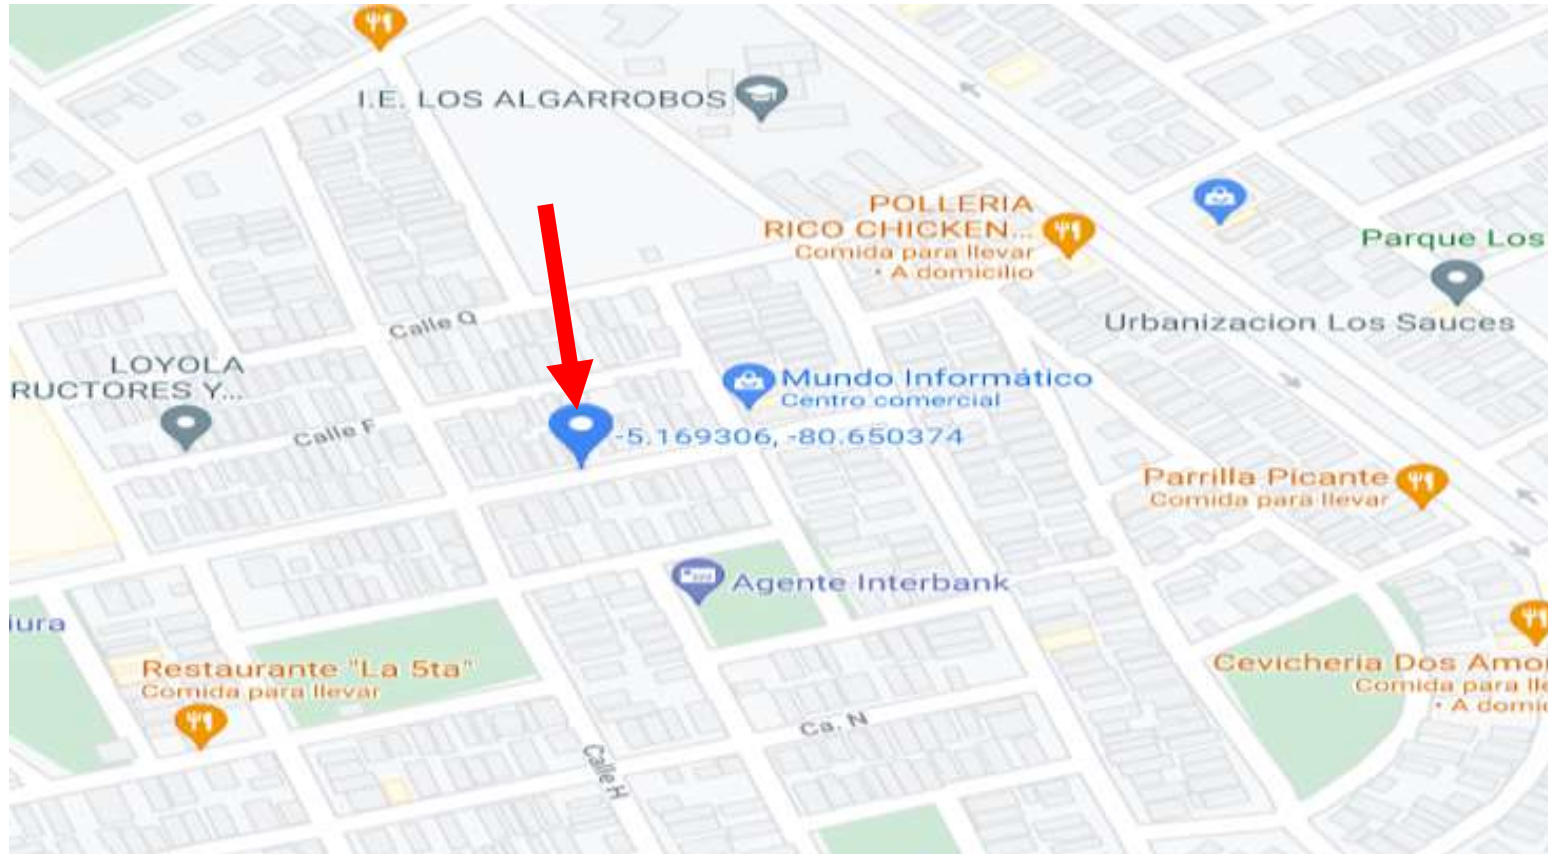 I.E. LOS ALGARROBOS
POLLERIA
RICO CHICKEN...
Comida para llevar
· A domicilio
Parque Los
Urbanizacion Los Sauces
Calle Q
LOYOLA
RUCTORES Y...
Mundo Informático
Centro comercial
Calle F
-5.169306, -80.650374
Parrilla Picante
Comida para llevar
Agente Interbank
iura
Restaurante "La 5ta"
Comida para llevar
Cevicheria Dos Amo
Comida para lle
· A domi
Ca. N
Calle H